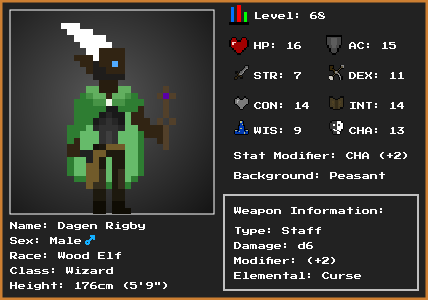 Level: 68
HP: 16 AC: 15
STR: 7 DEX: 11
CON: 14 INT: 14
WIS: 9 CHA: 13
Stat Modifier: CHA (+2)
Background: Peasant
Name: Dagen Rigby
Sex: Male
Race: Wood Elf
Class: Wizard
Height: 176cm (5'9")
Weapon Information:
Type: Staff
Damage: d6
Modifier: (+2)
Elemental: Curse